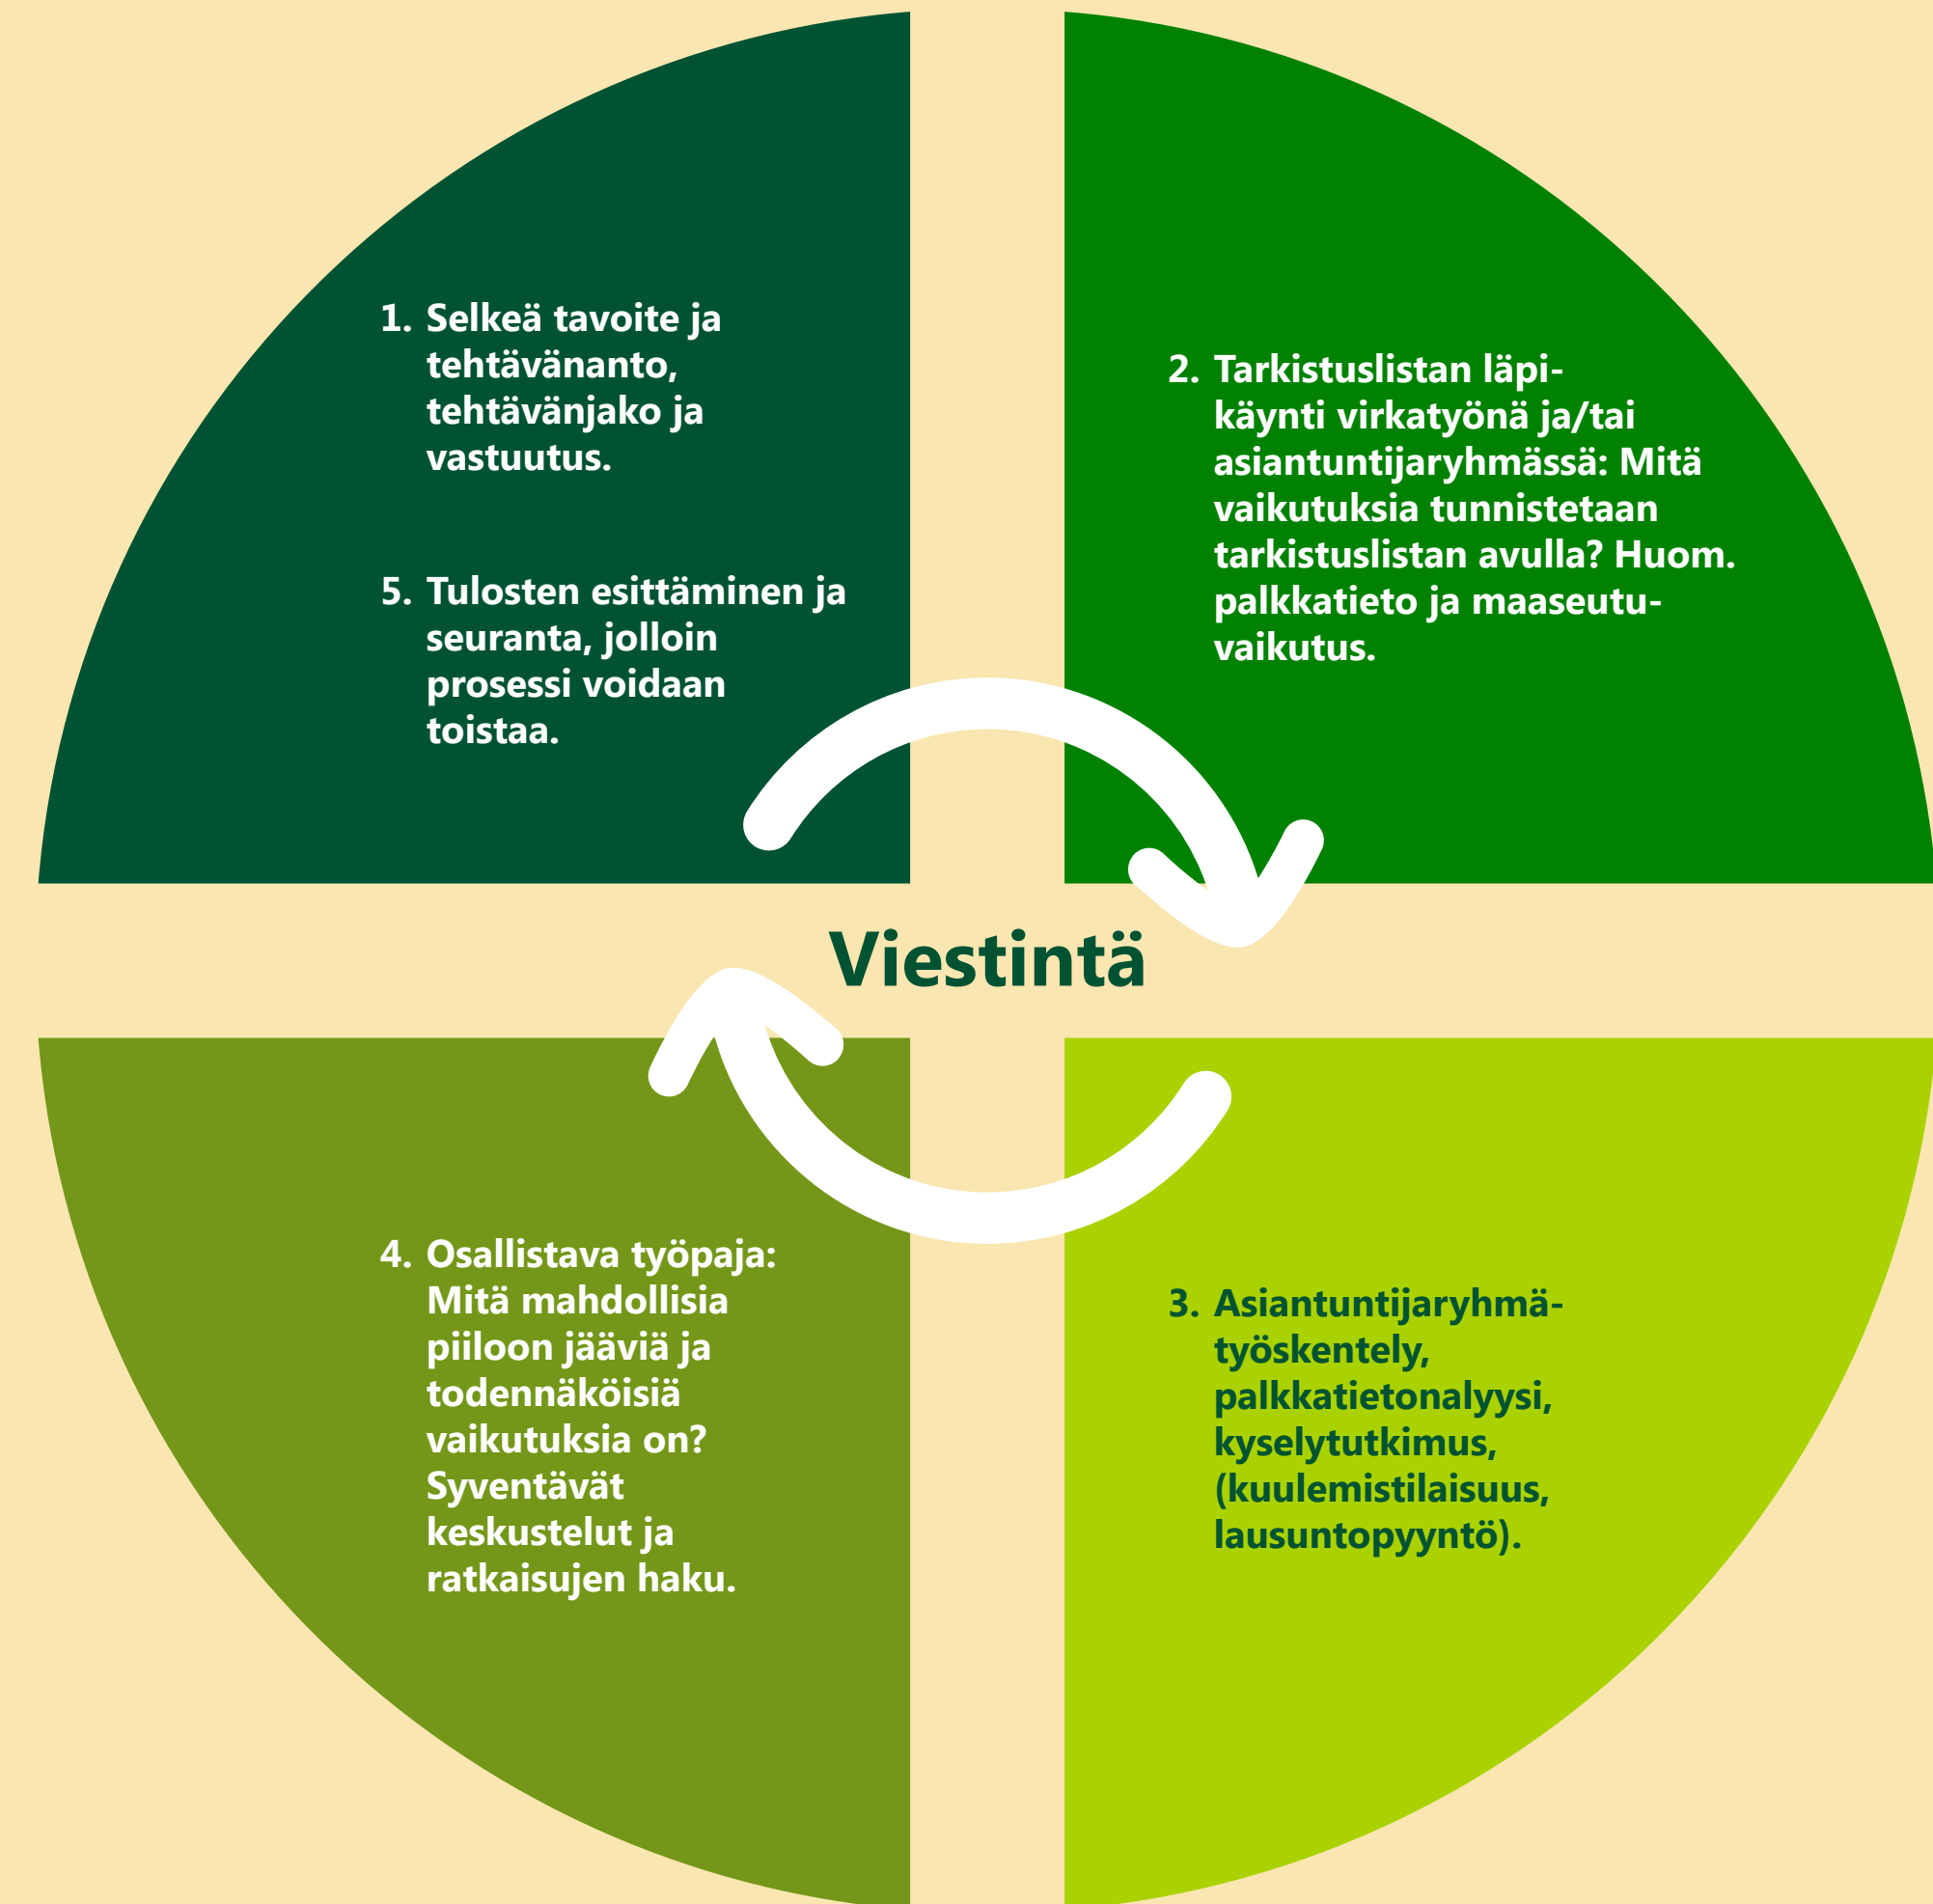 1. Selkeä tavoite ja
tehtävänanto,
tehtävänjako ja
vastuutus.
5. Tulosten esittäminen ja
seuranta, jolloin
prosessi voidaan
toistaa.
2. Tarkistuslistan läpi-
käynti virkatyönä ja/tai
asiantuntijaryhmässä: Mitä
vaikutuksia tunnistetaan
tarkistuslistan avulla? Huom.
palkkatieto ja maaseutu-
vaikutus.
Viestintä
4. Osallistava työpaja:
Mitä mahdollisia
piiloon jääviä ja
todennäköisiä
vaikutuksia on?
Syventävät
keskustelut ja
ratkaisujen haku.
3. Asiantuntijaryhmä-
työskentely,
palkkatietonalyysi,
kyselytutkimus,
(kuulemistilaisuus,
lausuntopyyntö).